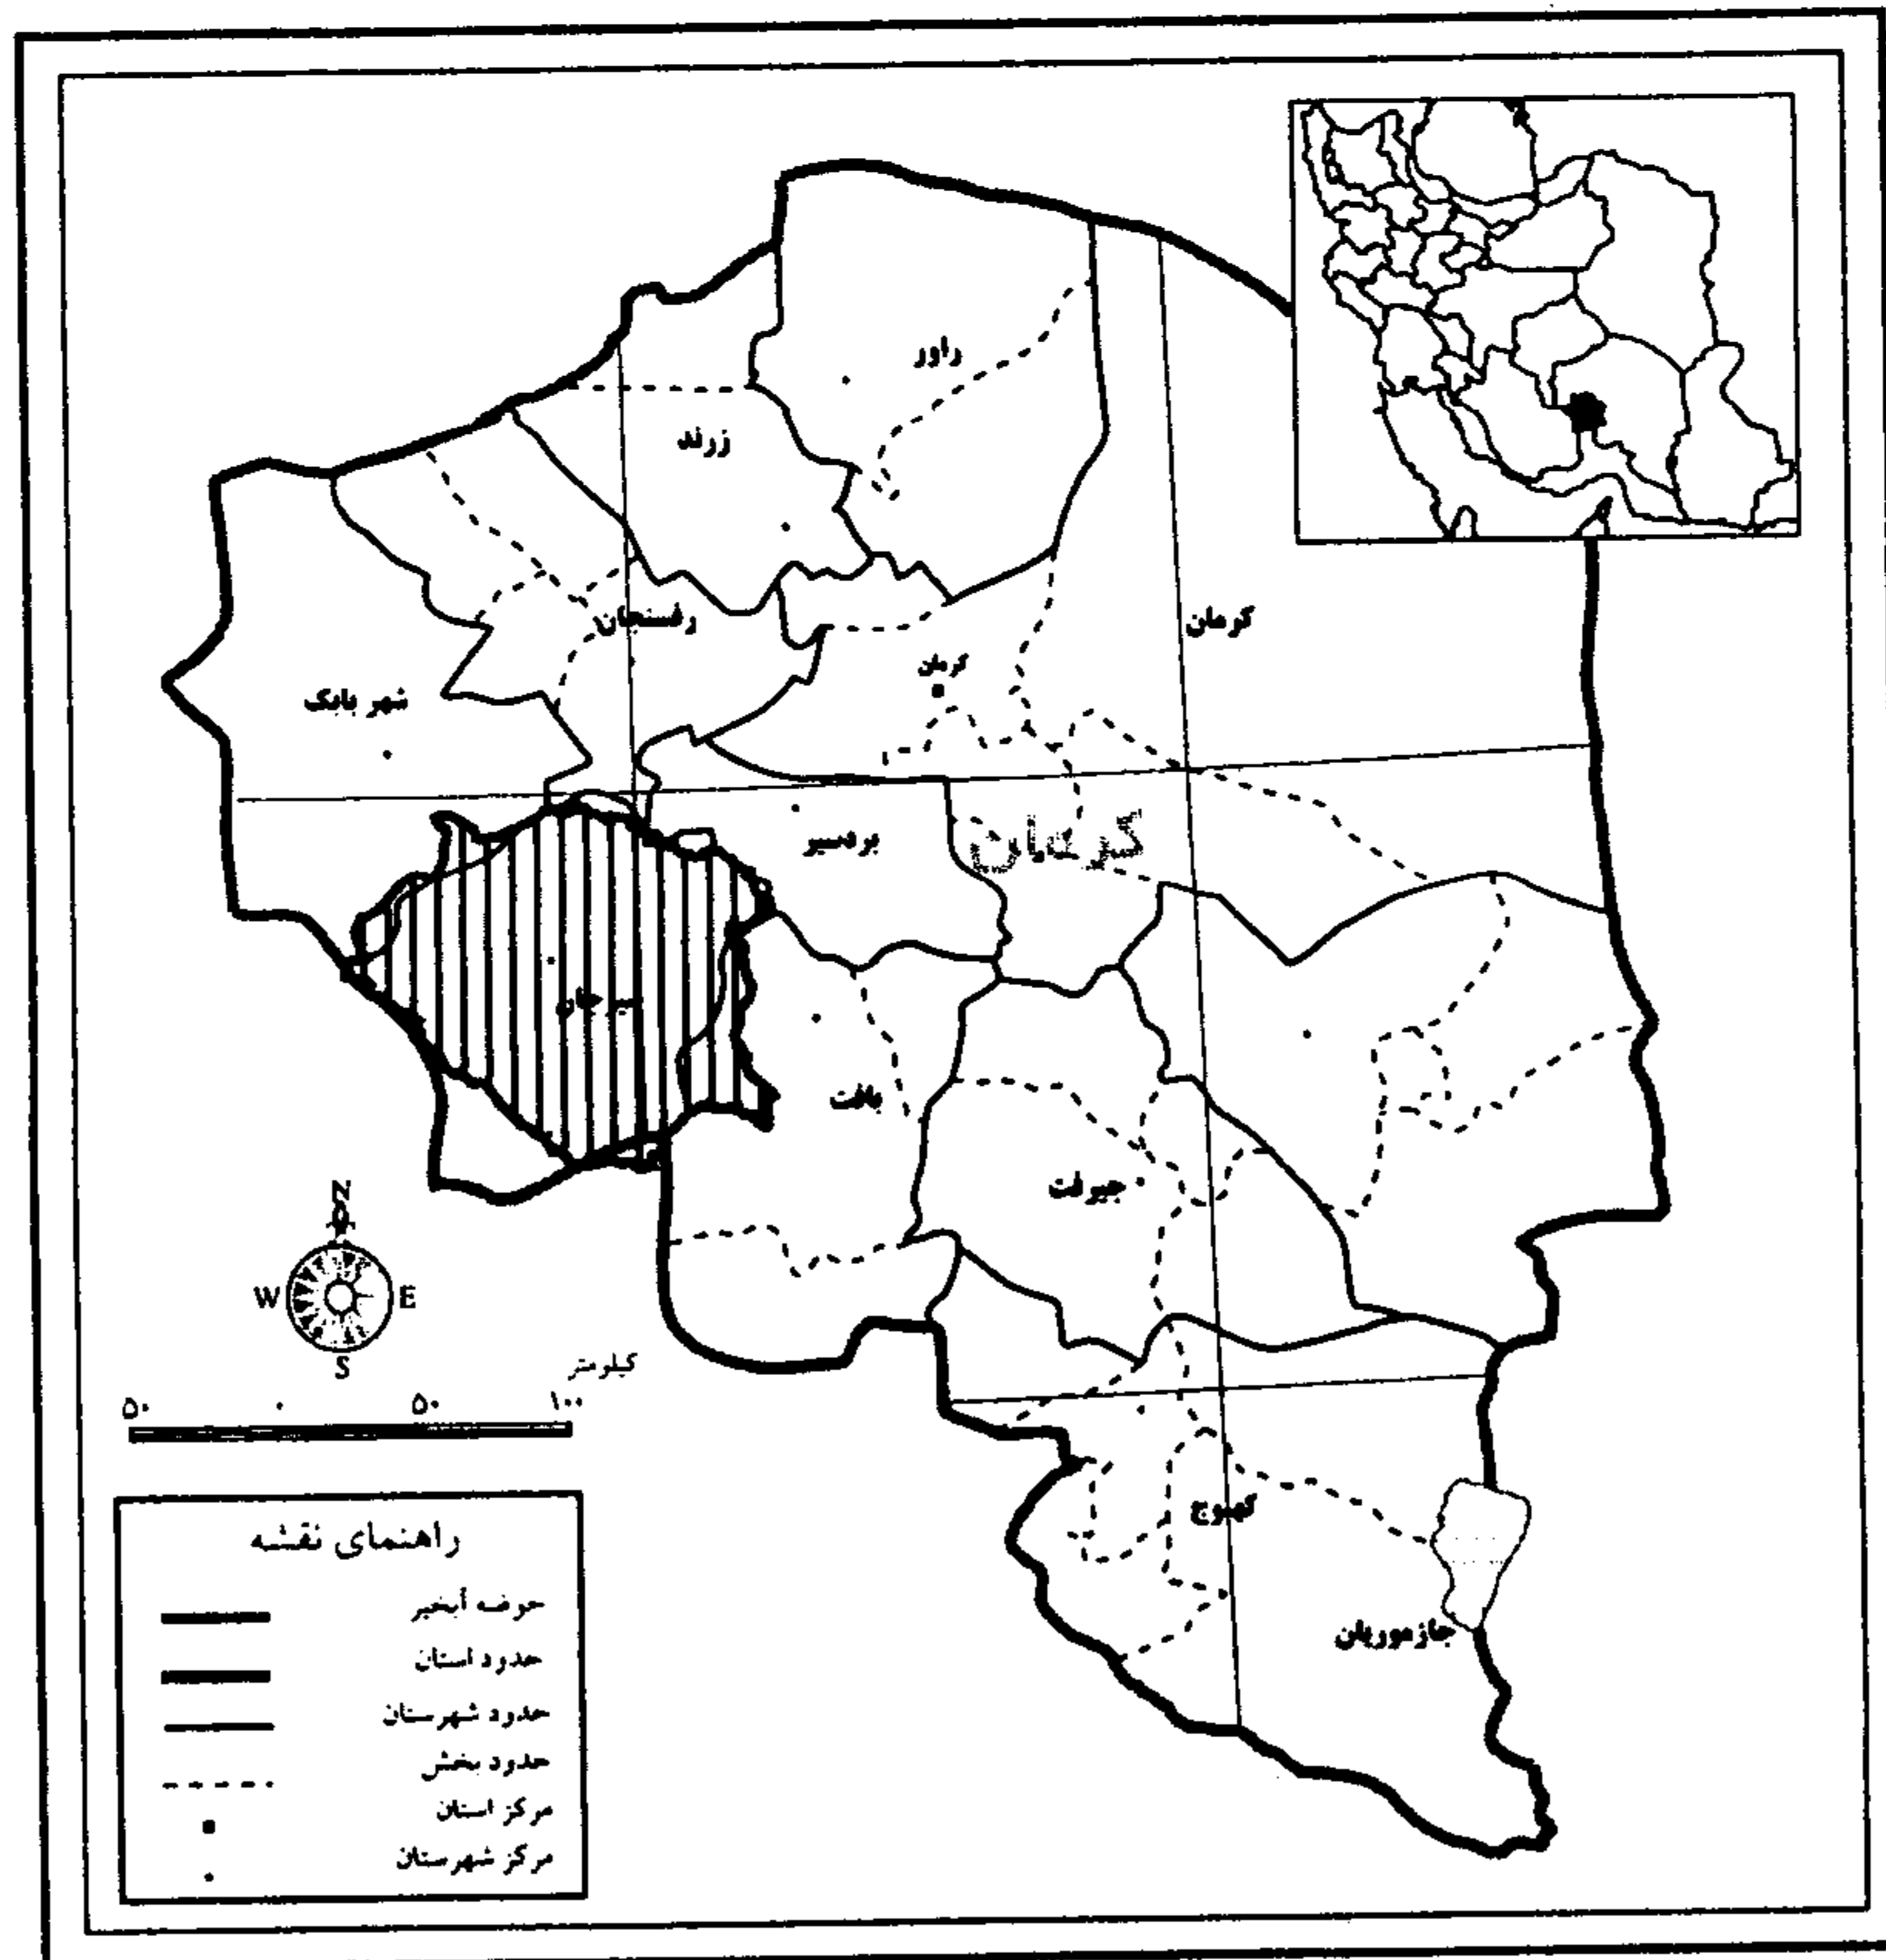 راور
زرند
رفسنجان
کرمان
کرمان
شهر بابک
بردسیر
کرمان
سیرجان
بافت
جیرفت
کهنوج
جازموریان
N
W E
S
کیلومتر
۵۰ ۰ ۵۰ ۱۰۰
راهنمای نقشه
حوضه آبخیز
حدود استان
حدود شهرستان
حدود بخش
مرکز استان
مرکز شهرستان